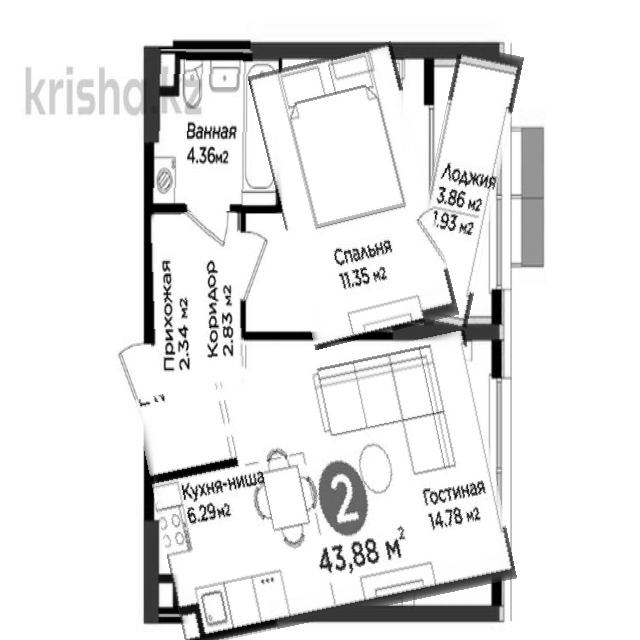 krisha.kz
Ванная
4.36м2
Лоджия
3.86 м2
1.93 м2
Спальня
11.35 м2
Прихожая
2.34 м2
Коридор
2.83 м2
Кухня-ниша
6.29м2
2
43,88 м²
Гостиная
14.78 м2